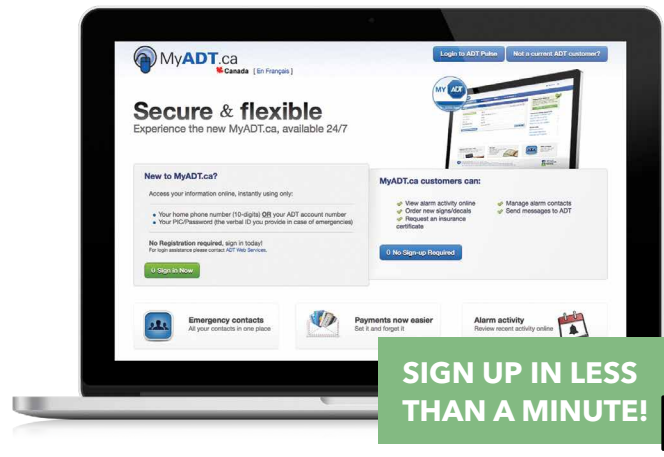 MyADT.ca
Canada [ En Français ]
Login to ADT Pulse
Not a current ADT customer?
Secure & flexible
Experience the new MyADT.ca, available 24/7
MY ADT
New to MyADT.ca?
Access your information online, instantly using only:
Your home phone number (10-digits) OR your ADT account number
Your PIC/Password (the verbal ID you provide in case of emergencies)
No Registration required, sign in today!
For login assistance please contact ADT Web Services.
Sign in Now
MyADT.ca customers can:
View alarm activity online
Order new signs/decals
Request an insurance
certificate
Manage alarm contacts
Send messages to ADT
No Sign-up Required
Emergency contacts
All your contacts in one place
Payments now easier
Set it and forget it
Alarm activity
Review recent activity online
SIGN UP IN LESS
THAN A MINUTE!